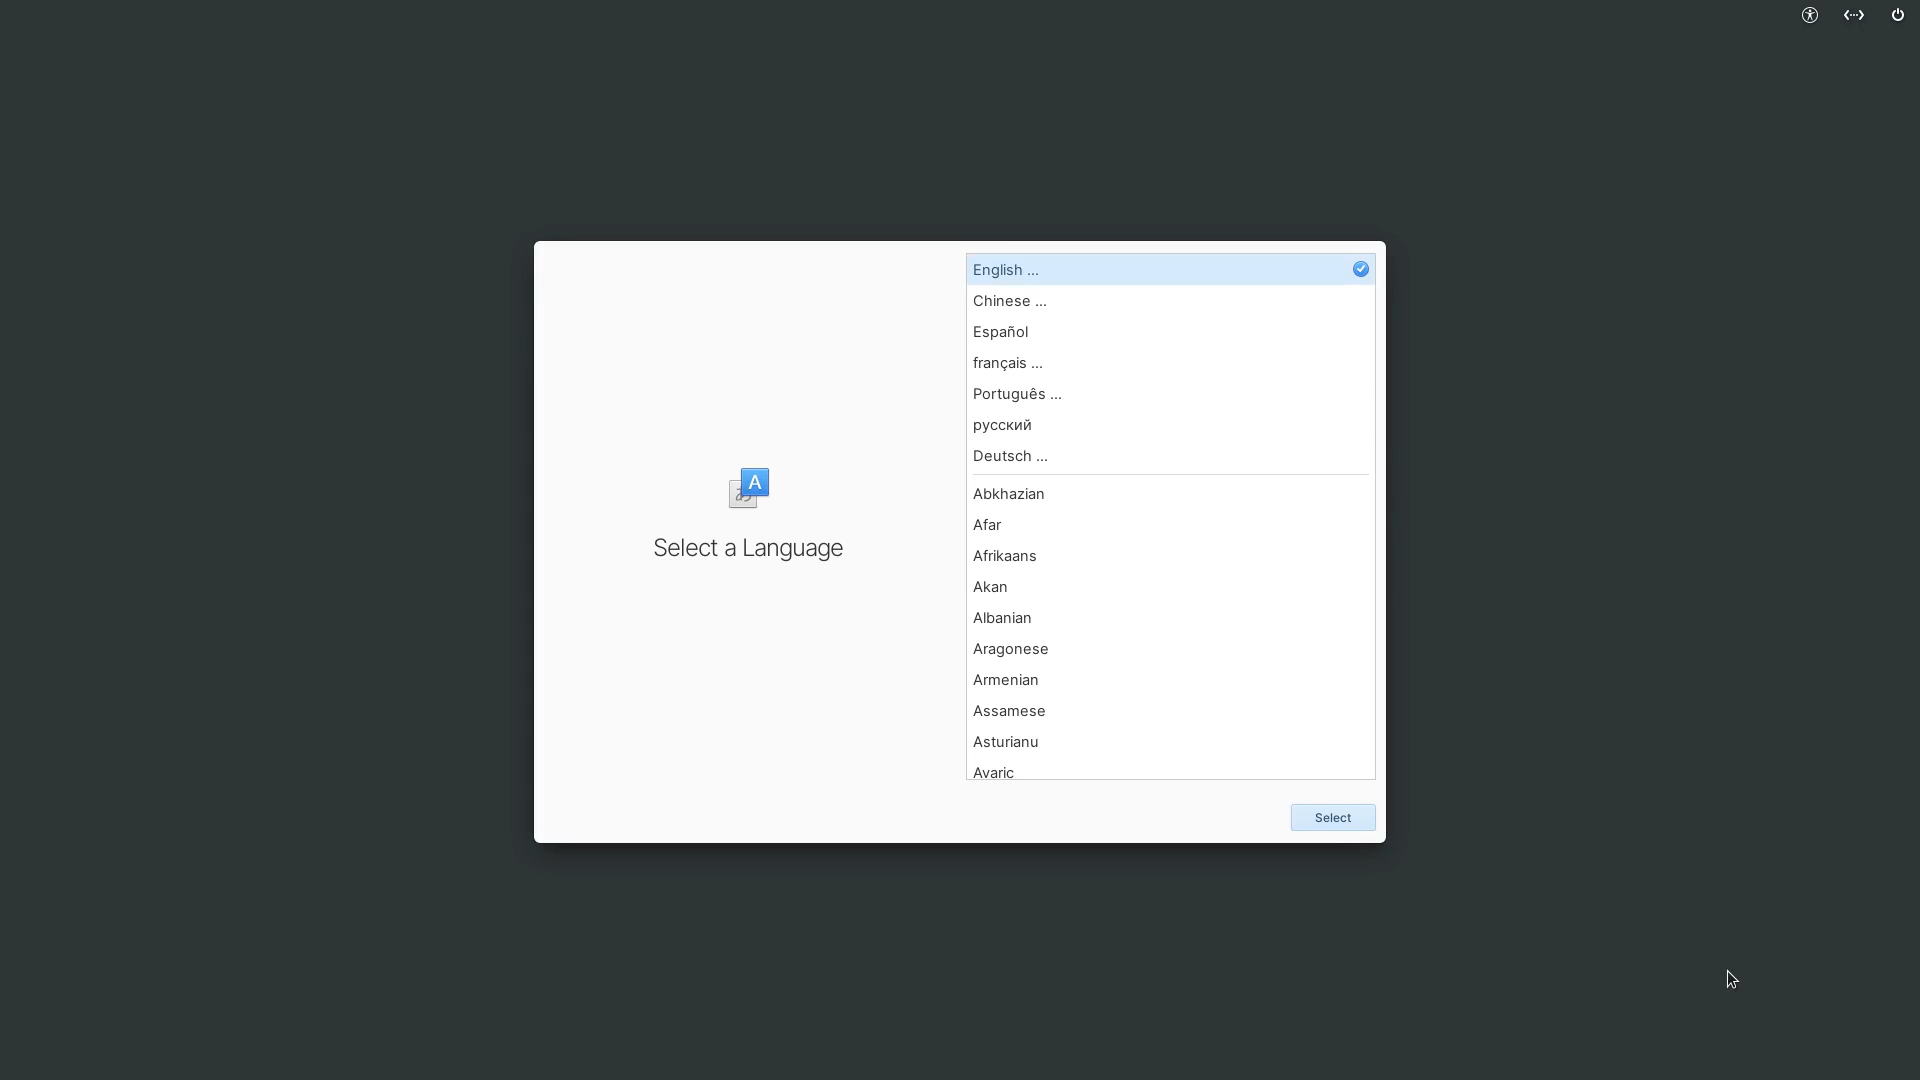 English ...
Chinese ...
Español
français ...
Português ...
русский
Deutsch ...
Abkhazian
Afar
Afrikaans
Akan
Albanian
Aragonese
Armenian
Assamese
Asturianu
Avaric
あ A
Select a Language
Select